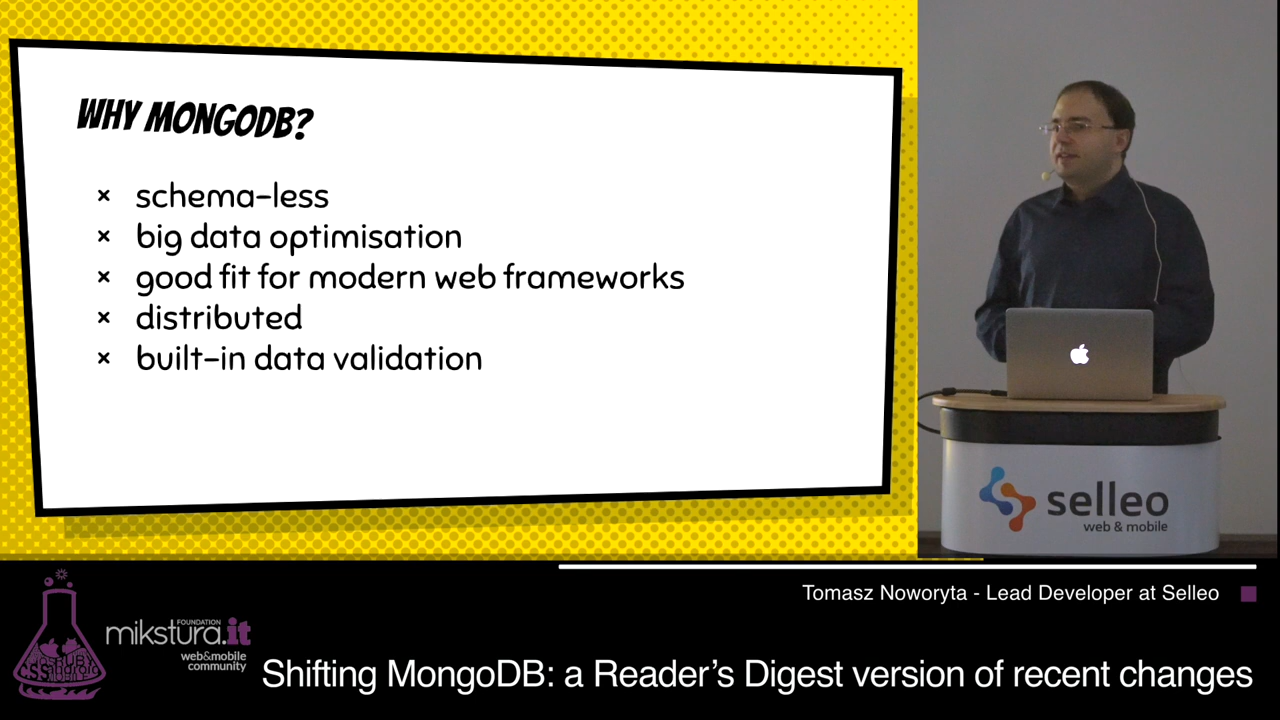 WHY MONGODB?
× schema-less
× big data optimisation
× good fit for modern web frameworks
× distributed
× built-in data validation
selleo
web & mobile
Tomasz Noworyta - Lead Developer at Selleo
FOUNDATION
mikstura.it
web&mobile
community
Shifting MongoDB: a Reader's Digest version of recent changes